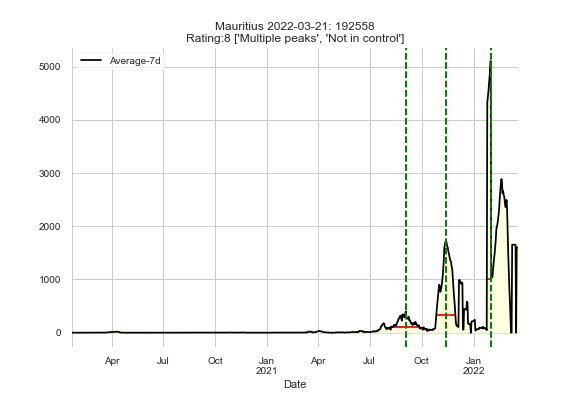 Mauritius 2022-03-21: 192558
Rating:8 ['Multiple peaks', 'Not in control']
Average-7d
5000
4000
3000
2000
1000
0
Apr Jul Oct Jan Apr Jul Oct Jan
2021 2022
Date